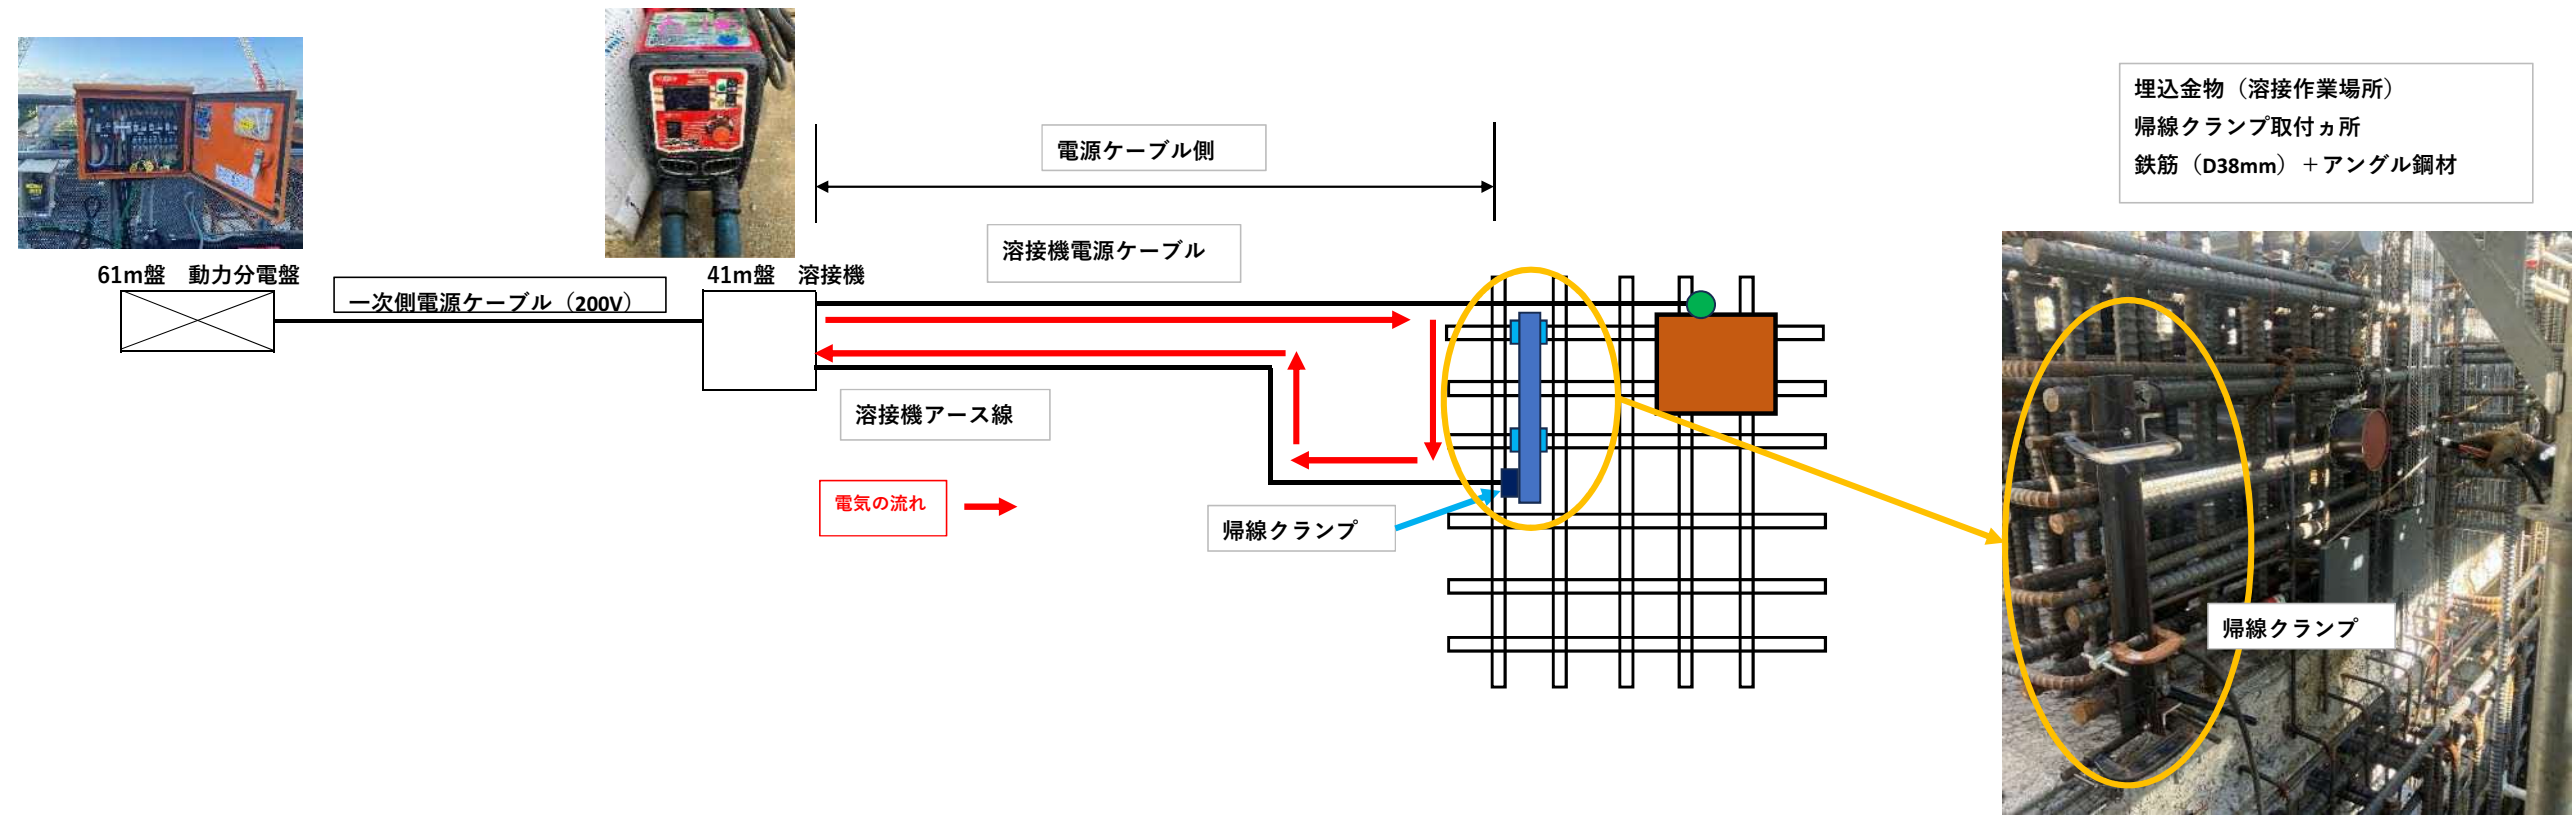 埋込金物（溶接作業場所）
帰線クランプ取付ヵ所
鉄筋（D38mm）＋アングル鋼材
電源ケーブル側
溶接機電源ケーブル
61m盤　動力分電盤
41m盤　溶接機
一次側電源ケーブル（200V）
溶接機アース線
電気の流れ
帰線クランプ
帰線クランプ